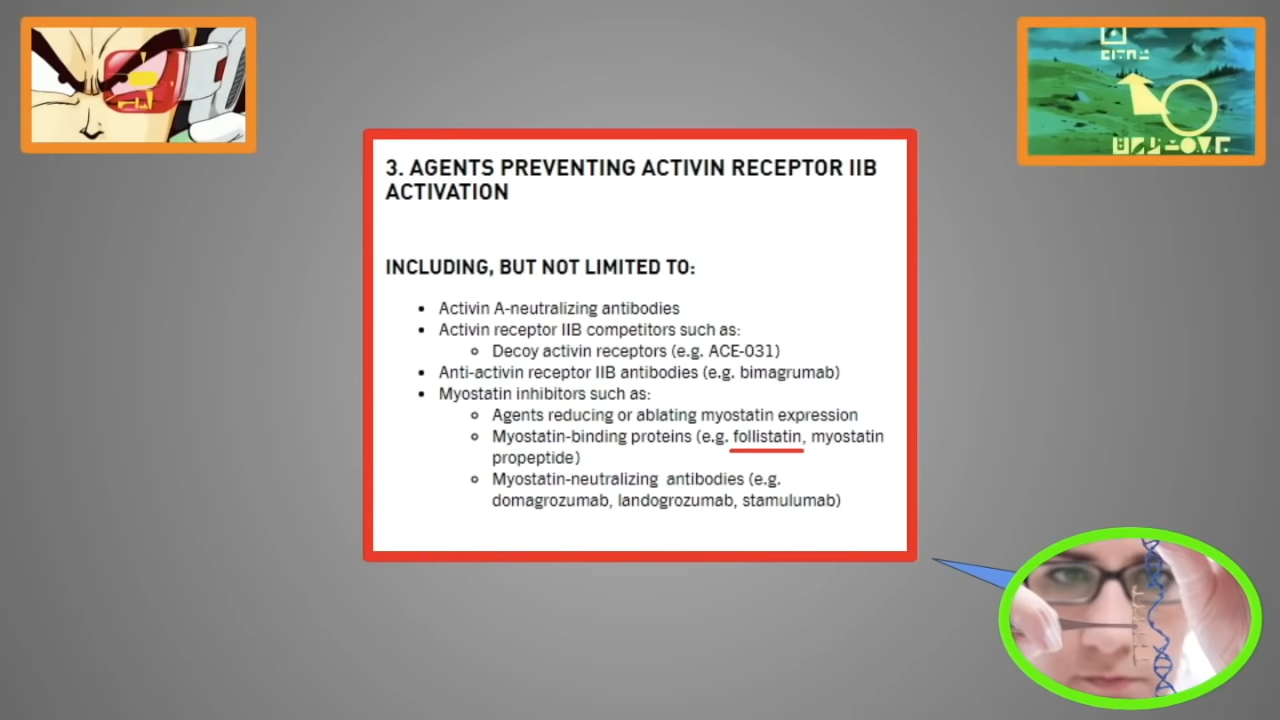 3. AGENTS PREVENTING ACTIVIN RECEPTOR IIB
ACTIVATION
INCLUDING, BUT NOT LIMITED TO:
• Activin A-neutralizing antibodies
• Activin receptor IIB competitors such as:
○ Decoy activin receptors (e.g. ACE-031)
• Anti-activin receptor IIB antibodies (e.g. bimagrumab)
• Myostatin inhibitors such as:
○ Agents reducing or ablating myostatin expression
○ Myostatin-binding proteins (e.g. follistatin, myostatin
propeptide)
○ Myostatin-neutralizing antibodies (e.g.
domagrozumab, landogrozumab, stamulumab)